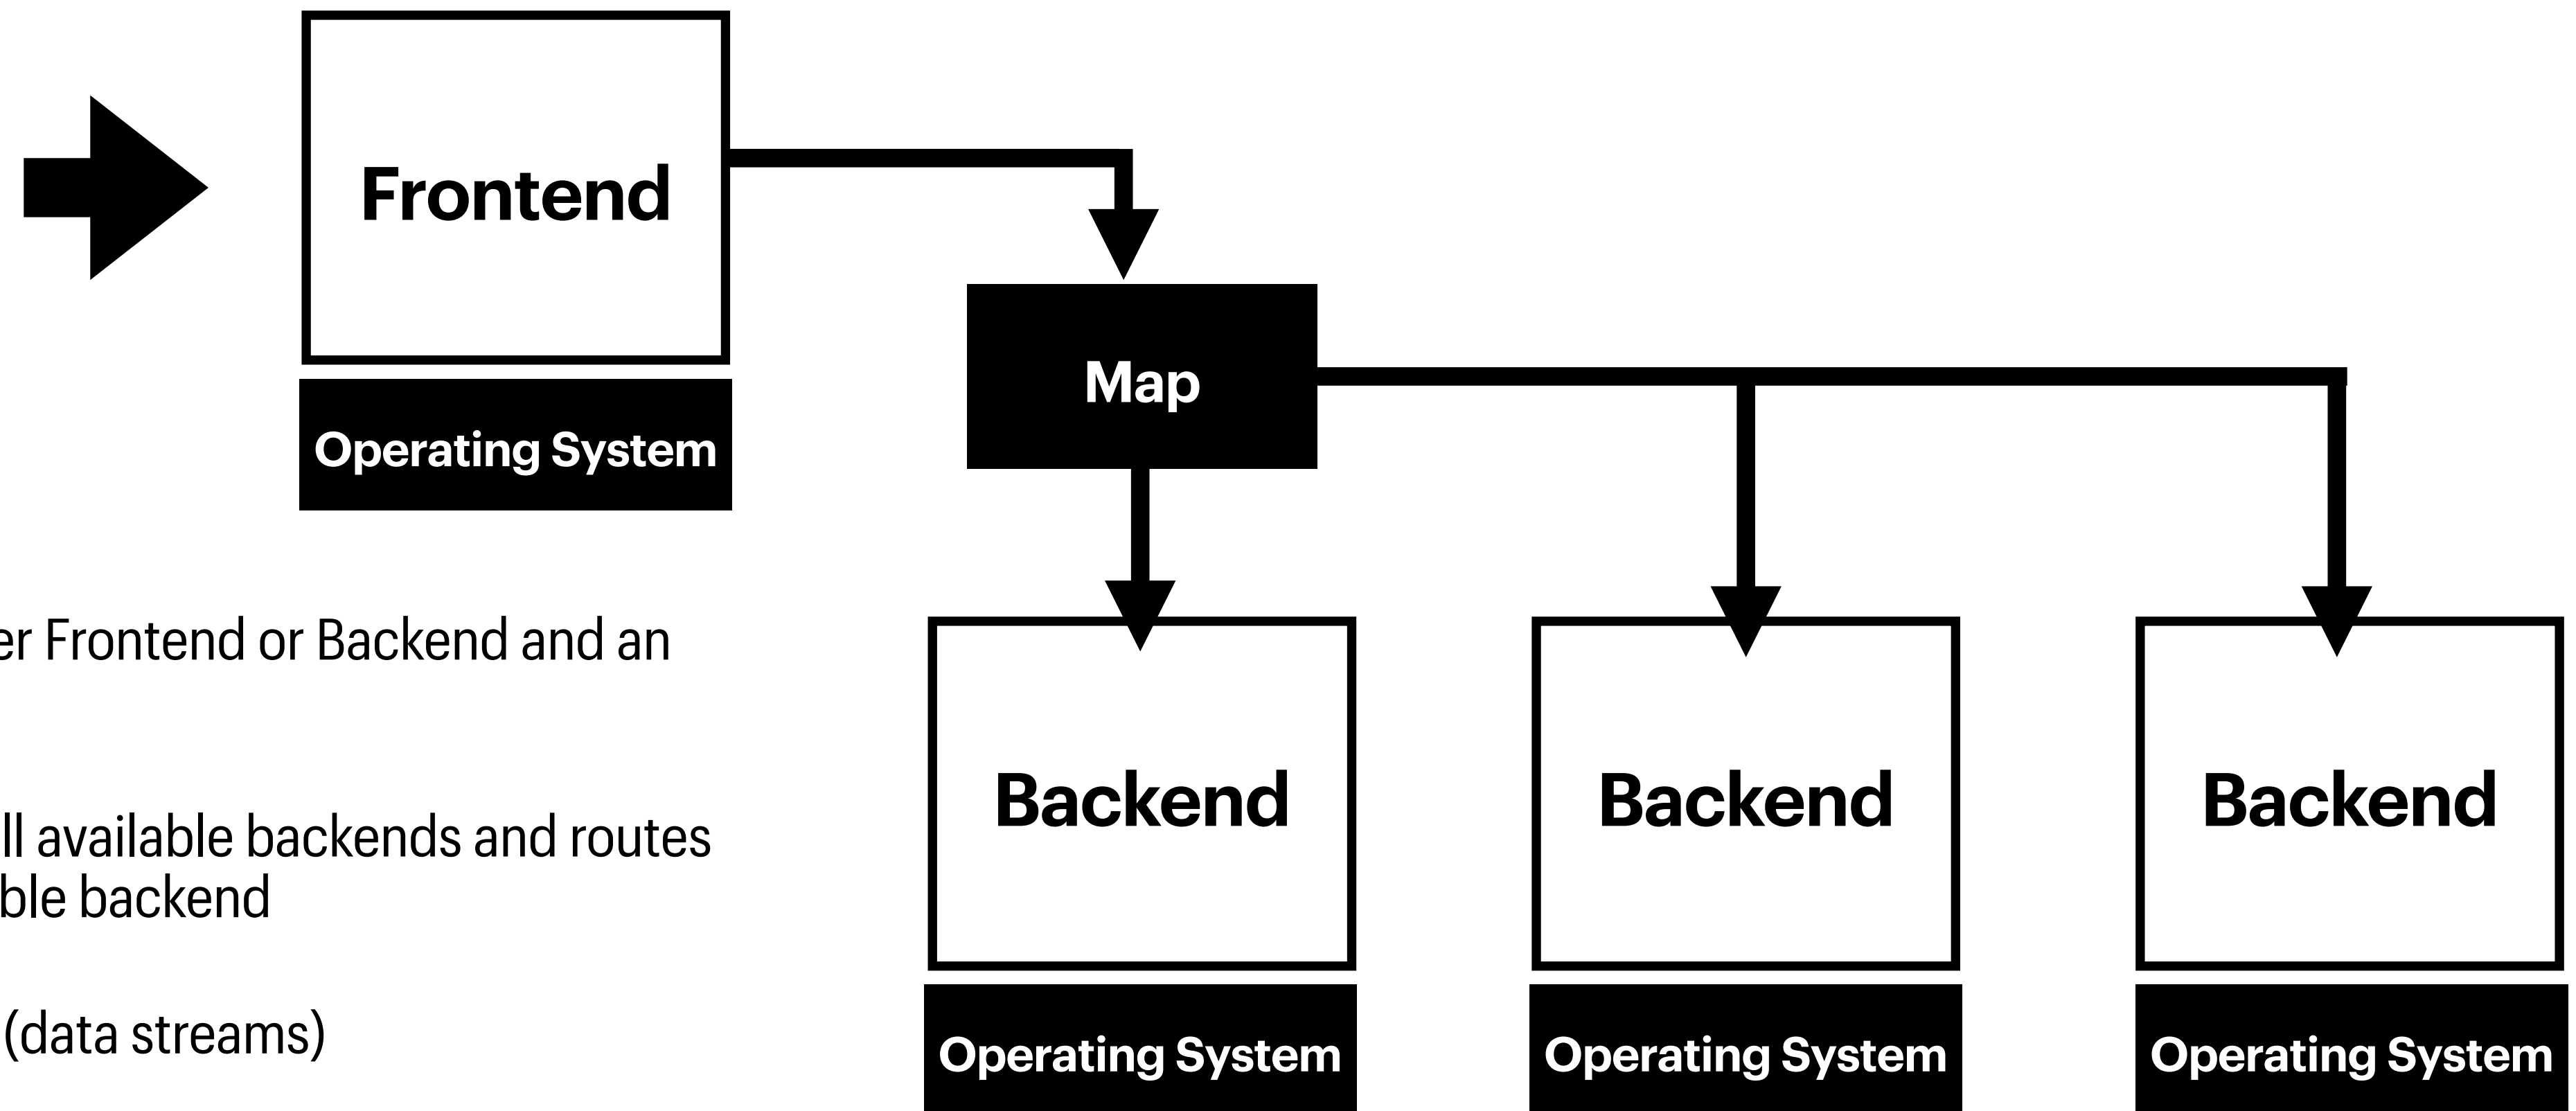 Frontend
Operating System
Map
er Frontend or Backend and an
ll available backends and routes
ble backend
(data streams)
Backend
Backend
Backend
Operating System
Operating System
Operating System